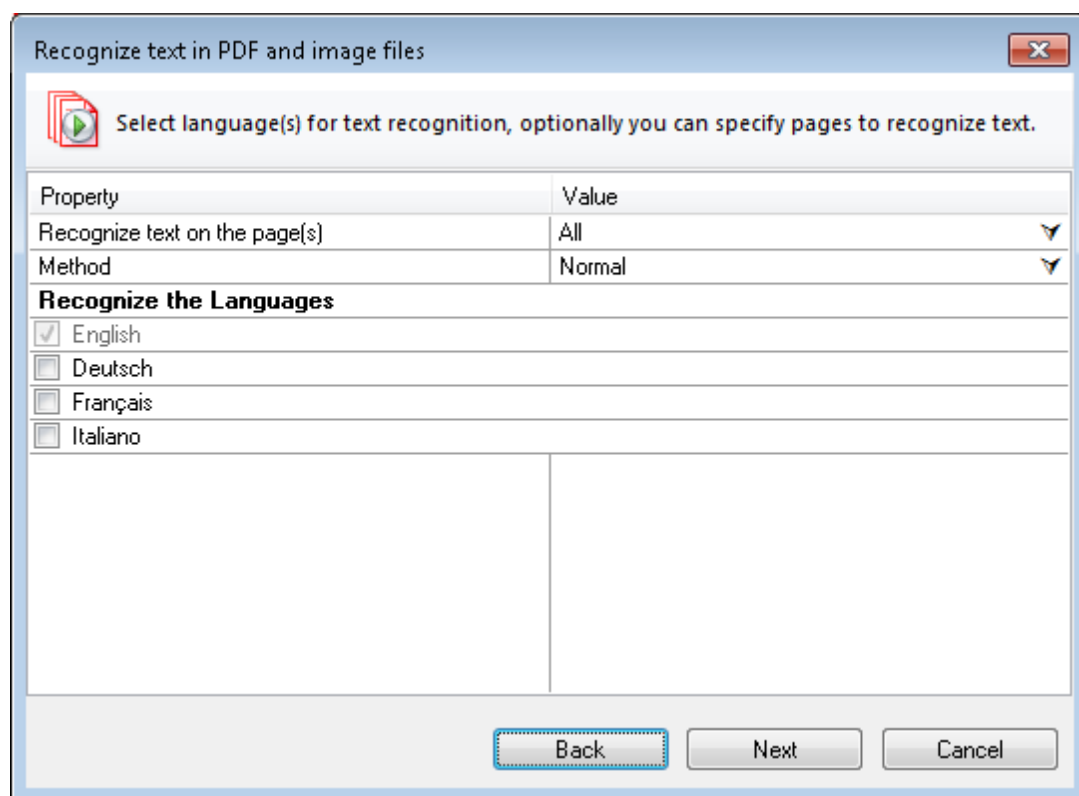 Recognize text in PDF and image files
Select language(s) for text recognition, optionally you can specify pages to recognize text.
Property Value
Recognize text on the page(s) All
Method Normal
Recognize the Languages
English
Deutsch
Français
Italiano
Back Next Cancel